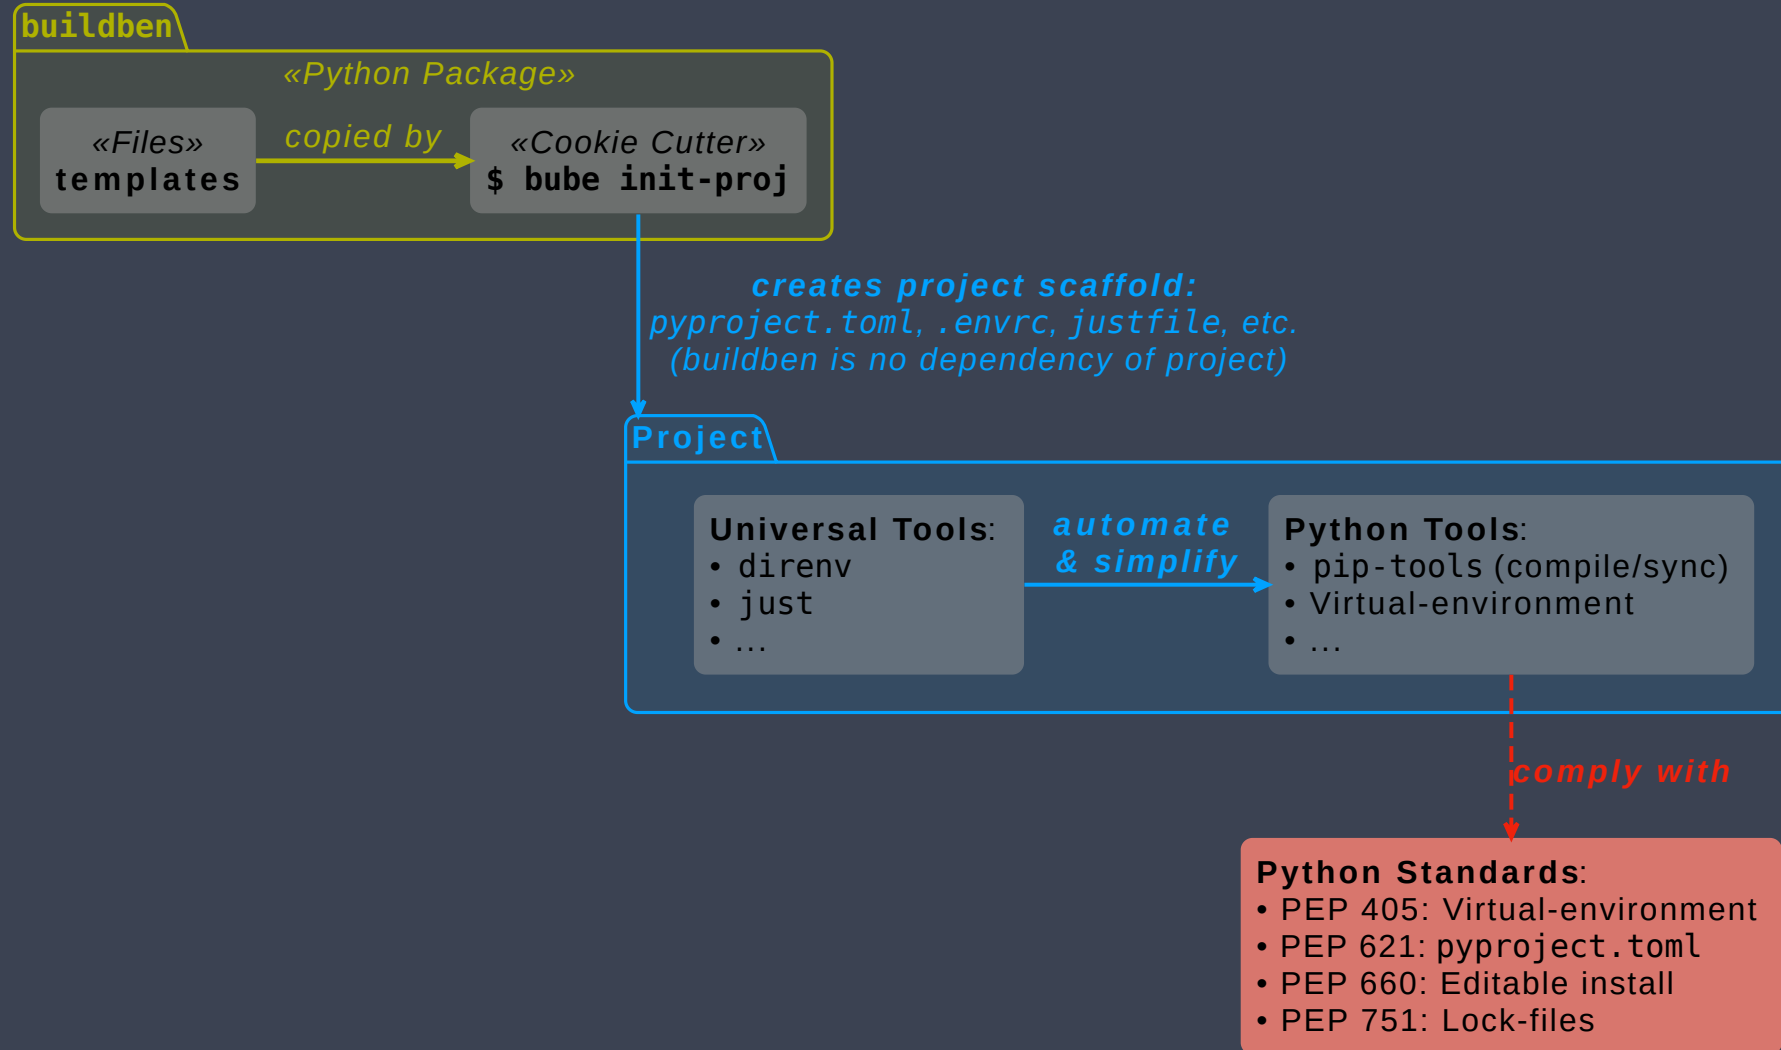 buildben
«Python Package»
«Files»
templates
copied by
«Cookie Cutter»
$ bube init-proj
creates project scaffold:
pyproject.toml, .envrc, justfile, etc.
(buildben is no dependency of project)
Project
Universal Tools:
• direnv
• just
• ...
automate
& simplify
Python Tools:
• pip-tools (compile/sync)
• Virtual-environment
• ...
comply with
Python Standards:
• PEP 405: Virtual-environment
• PEP 621: pyproject.toml
• PEP 660: Editable install
• PEP 751: Lock-files